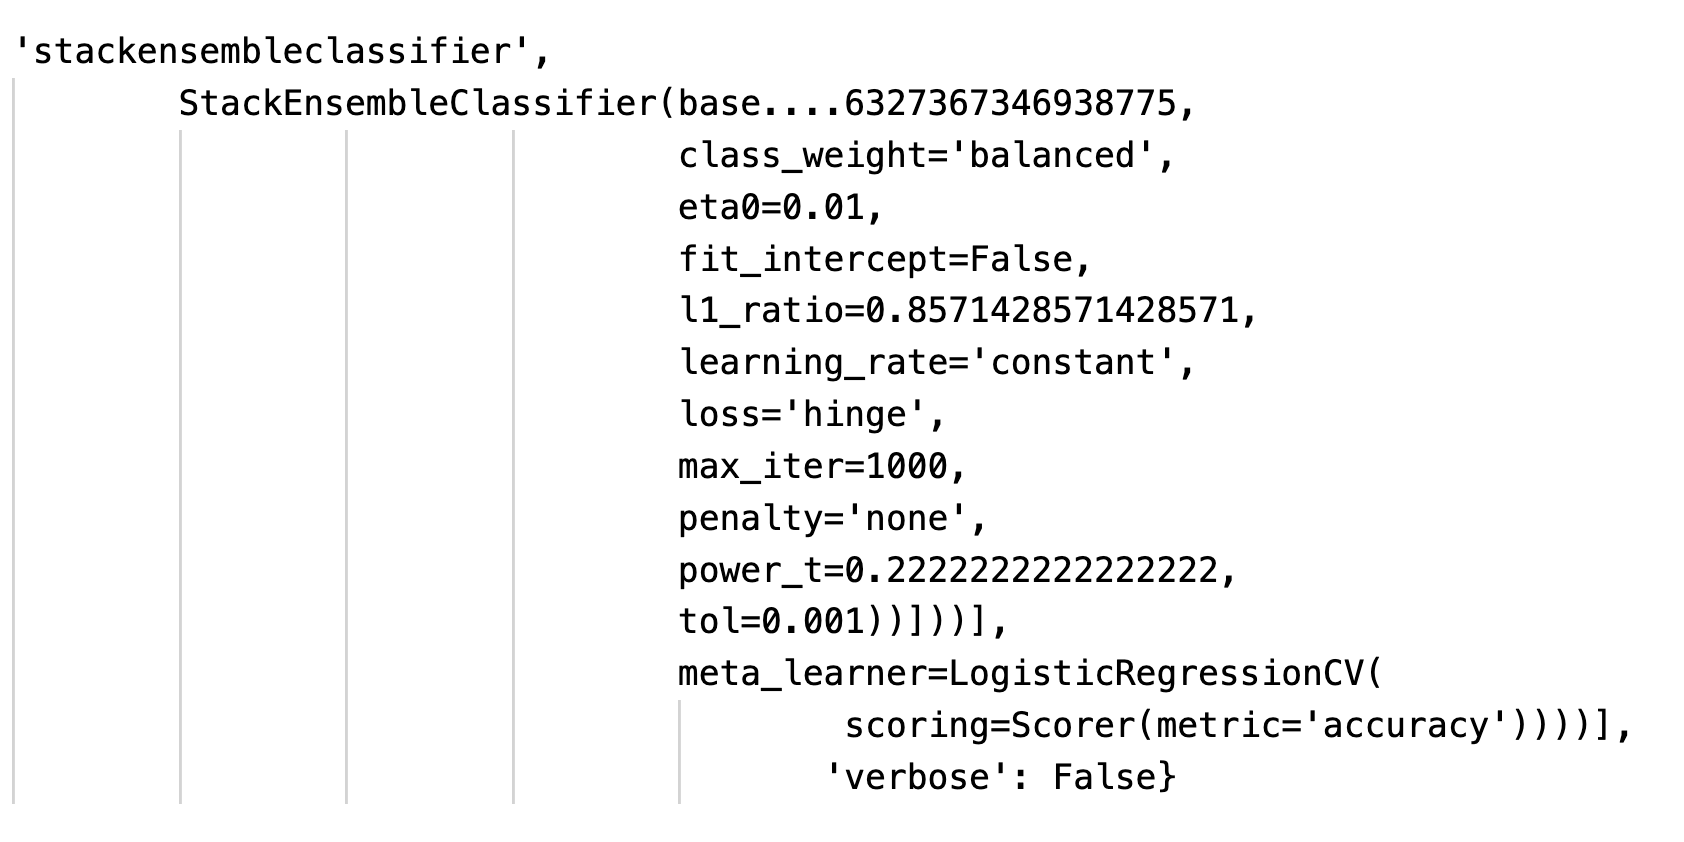 'stackensembleclassifier',
StackEnsembleClassifier(base....6327367346938775,
class_weight='balanced',
eta0=0.01,
fit_intercept=False,
l1_ratio=0.8571428571428571,
learning_rate='constant',
loss='hinge',
max_iter=1000,
penalty='none',
power_t=0.2222222222222222,
tol=0.001))]))],
meta_learner=LogisticRegressionCV(
scoring=Scorer(metric='accuracy'))))],
'verbose': False}